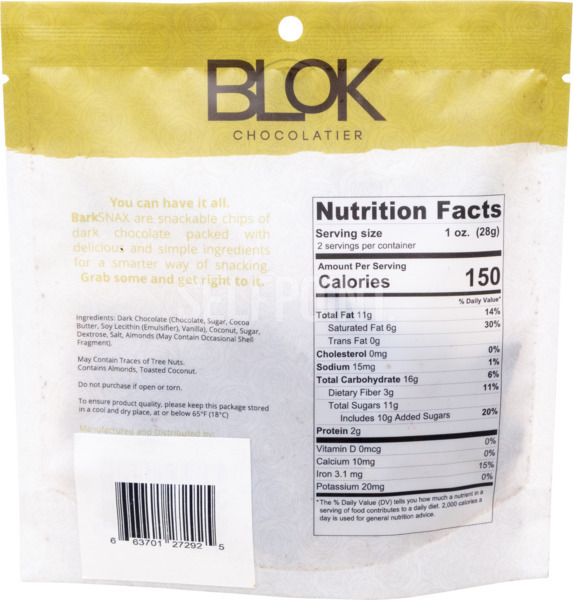 BLOK
CHOCOLATIER
You can have it all.
BarkSNAX are snackable chips of
dark chocolate packed with
delicious and simple ingredients
for a smarter way of snacking.
Grab some and get right to it.
Ingredients: Dark Chocolate (Chocolate, Sugar, Cocoa
Butter, Soy Lecithin (Emulsifier), Vanilla), Coconut, Sugar,
Dextrose, Salt, Almonds (May Contain Occasional Shell
Fragment).
May Contain Traces of Tree Nuts.
Contains Almonds, Toasted Coconut.
Do not purchase if open or torn.
To ensure product quality, please keep this package stored
in a cool and dry place, at or below 65°F (18°C)
Manufactured and Distributed by:
6 63701 27292 5
Nutrition Facts
Serving size 1 oz. (28g)
2 servings per container
Amount Per Serving
Calories 150
% Daily Value*
Total Fat 11g 14%
Saturated Fat 6g 30%
Trans Fat 0g
Cholesterol 0mg 0%
Sodium 15mg 1%
Total Carbohydrate 16g 6%
Dietary Fiber 3g 11%
Total Sugars 11g
Includes 10g Added Sugars 20%
Protein 2g
Vitamin D 0mcg 0%
Calcium 10mg 0%
Iron 3.1 mg 15%
Potassium 20mg 0%
*The % Daily Value (DV) tells you how much a nutrient in a
serving of food contributes to a daily diet. 2,000 calories a
day is used for general nutrition advice.
SELFPOINT.